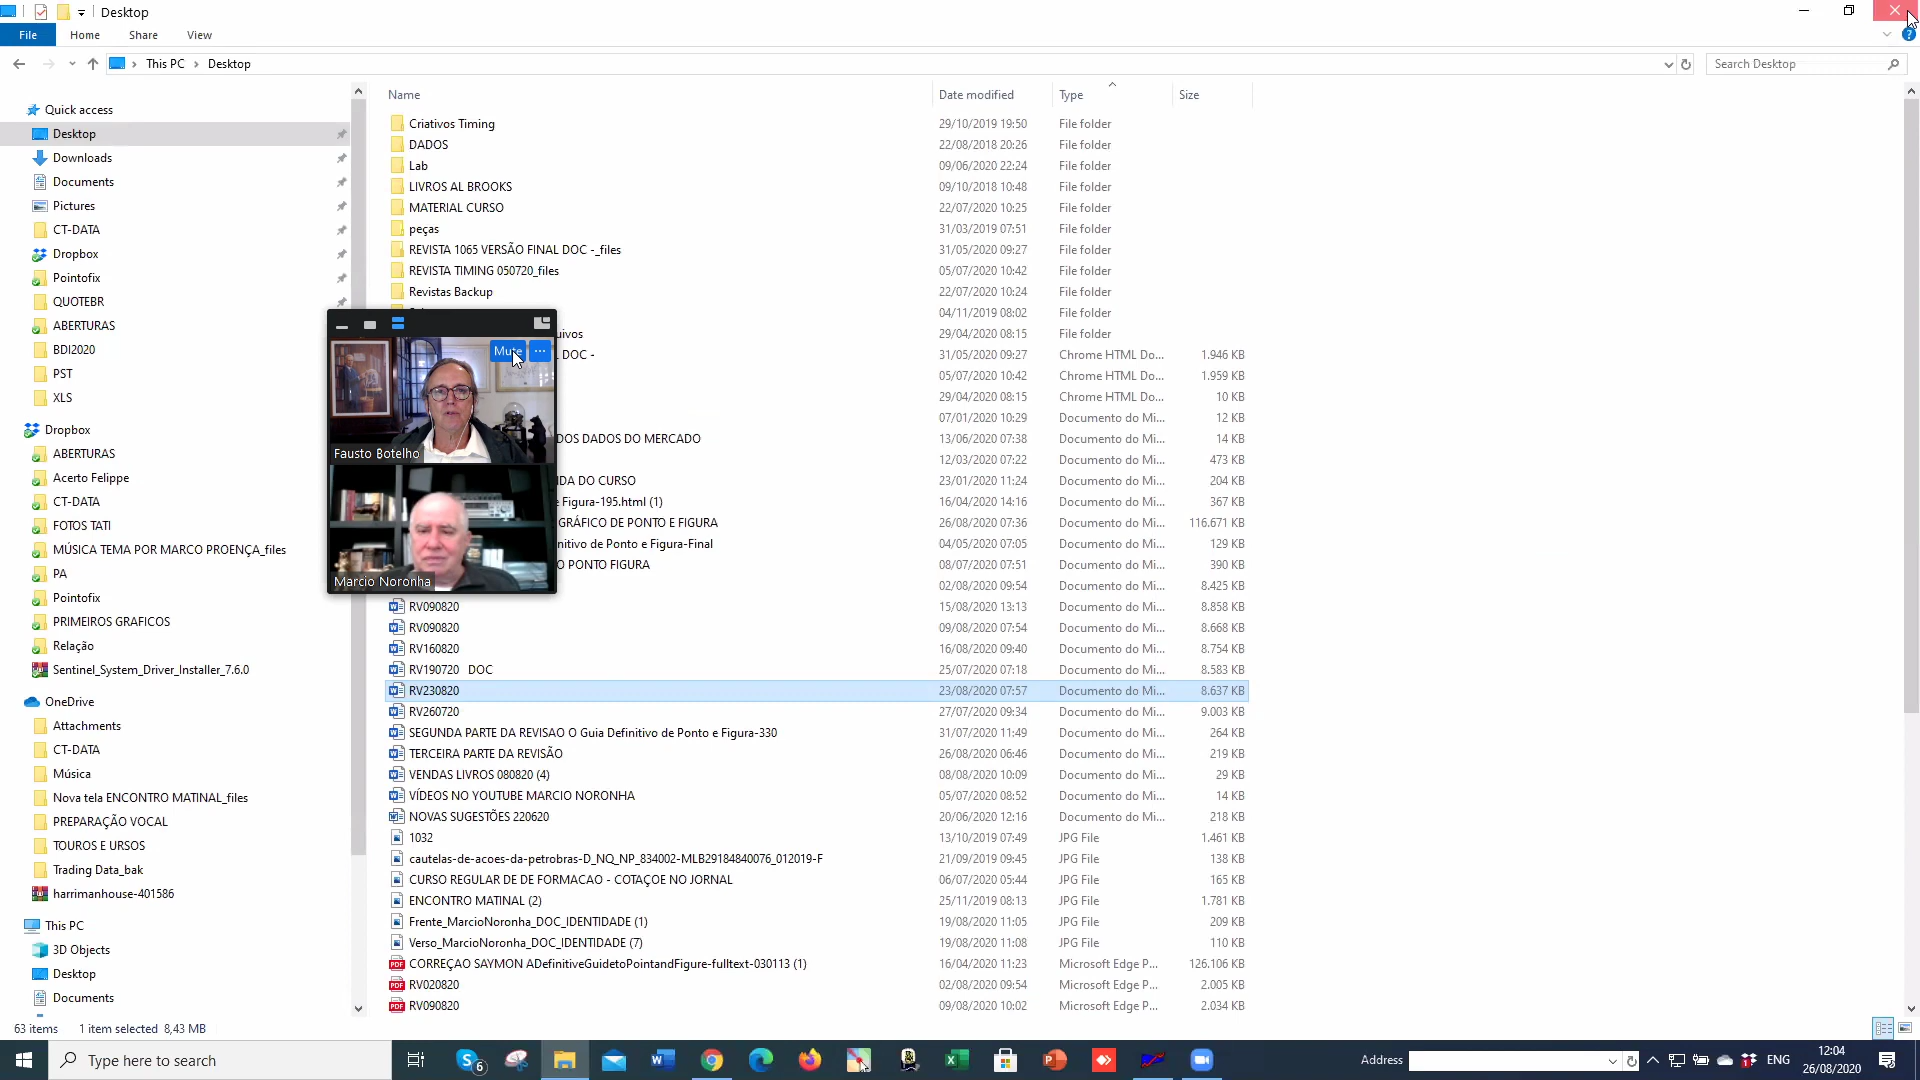 Desktop
File Home Share View
This PC Desktop Search Desktop
Name Date modified Type Size
Quick access
Desktop
Downloads
Documents
Pictures
CT-DATA
Dropbox
Pointofix
QUOTEBR
ABERTURAS
BDI2020
PST
XLS
Dropbox
ABERTURAS
Acerto Felippe
CT-DATA
FOTOS TATI
MÚSICA TEMA POR MARCO PROENÇA_files
PA
Pointofix
PRIMEIROS GRAFICOS
Relação
Sentinel_System_Driver_Installer_7.6.0
OneDrive
Attachments
CT-DATA
Música
Nova tela ENCONTRO MATINAL_files
PREPARAÇÃO VOCAL
TOUROS E URSOS
Trading Data_bak
harrimanhouse-401586
This PC
3D Objects
Desktop
Documents
Criativos Timing 29/10/2019 19:50 File folder
DADOS 22/08/2018 20:26 File folder
Lab 09/06/2020 22:24 File folder
LIVROS AL BROOKS 09/10/2018 10:48 File folder
MATERIAL CURSO 22/07/2020 10:25 File folder
peças 31/03/2019 07:51 File folder
REVISTA 1065 VERSÃO FINAL DOC -_files 31/05/2020 09:27 File folder
REVISTA TIMING 050720_files 05/07/2020 10:42 File folder
Revistas Backup 22/07/2020 10:24 File folder
04/11/2019 08:02 File folder
uivos 29/04/2020 08:15 File folder
L DOC - 31/05/2020 09:27 Chrome HTML Do... 1.946 KB
05/07/2020 10:42 Chrome HTML Do... 1.959 KB
29/04/2020 08:15 Chrome HTML Do... 10 KB
07/01/2020 10:29 Documento do Mi... 12 KB
DOS DADOS DO MERCADO 13/06/2020 07:38 Documento do Mi... 14 KB
12/03/2020 07:22 Documento do Mi... 473 KB
DA DO CURSO 23/01/2020 11:24 Documento do Mi... 204 KB
e Figura-195.html (1) 16/04/2020 14:16 Documento do Mi... 367 KB
GRÁFICO DE PONTO E FIGURA 26/08/2020 07:36 Documento do Mi... 116.671 KB
nitivo de Ponto e Figura-Final 04/05/2020 07:05 Documento do Mi... 129 KB
O PONTO FIGURA 08/07/2020 07:51 Documento do Mi... 390 KB
02/08/2020 09:54 Documento do Mi... 8.425 KB
RV090820 15/08/2020 13:13 Documento do Mi... 8.858 KB
RV090820 09/08/2020 07:54 Documento do Mi... 8.668 KB
RV160820 16/08/2020 09:40 Documento do Mi... 8.754 KB
RV190720 DOC 25/07/2020 07:18 Documento do Mi... 8.583 KB
RV230820 23/08/2020 07:57 Documento do Mi... 8.637 KB
RV260720 27/07/2020 09:34 Documento do Mi... 9.003 KB
SEGUNDA PARTE DA REVISAO O Guia Definitivo de Ponto e Figura-330 31/07/2020 11:49 Documento do Mi... 264 KB
TERCEIRA PARTE DA REVISÃO 26/08/2020 06:46 Documento do Mi... 219 KB
VENDAS LIVROS 080820 (4) 08/08/2020 10:09 Documento do Mi... 29 KB
VÍDEOS NO YOUTUBE MARCIO NORONHA 05/07/2020 08:52 Documento do Mi... 14 KB
NOVAS SUGESTÕES 220620 20/06/2020 12:16 Documento do Mi... 218 KB
1032 13/10/2019 07:49 JPG File 1.461 KB
cautelas-de-acoes-da-petrobras-D_NQ_NP_834002-MLB29184840076_012019-F 21/09/2019 09:45 JPG File 138 KB
CURSO REGULAR DE DE FORMACAO - COTAÇOE NO JORNAL 06/07/2020 05:44 JPG File 165 KB
ENCONTRO MATINAL (2) 25/11/2019 08:13 JPG File 1.781 KB
Frente_MarcioNoronha_DOC_IDENTIDADE (1) 19/08/2020 11:05 JPG File 209 KB
Verso_MarcioNoronha_DOC_IDENTIDADE (7) 19/08/2020 11:08 JPG File 110 KB
CORREÇAO SAYMON ADefinitiveGuidetoPointandFigure-fulltext-030113 (1) 16/04/2020 11:23 Microsoft Edge P... 126.106 KB
RV020820 02/08/2020 09:54 Microsoft Edge P... 2.005 KB
RV090820 09/08/2020 10:02 Microsoft Edge P... 2.034 KB
Mute ...
Fausto Botelho
Marcio Noronha
63 items 1 item selected 8,43 MB
Type here to search
6
Address
ENG
12:04
26/08/2020